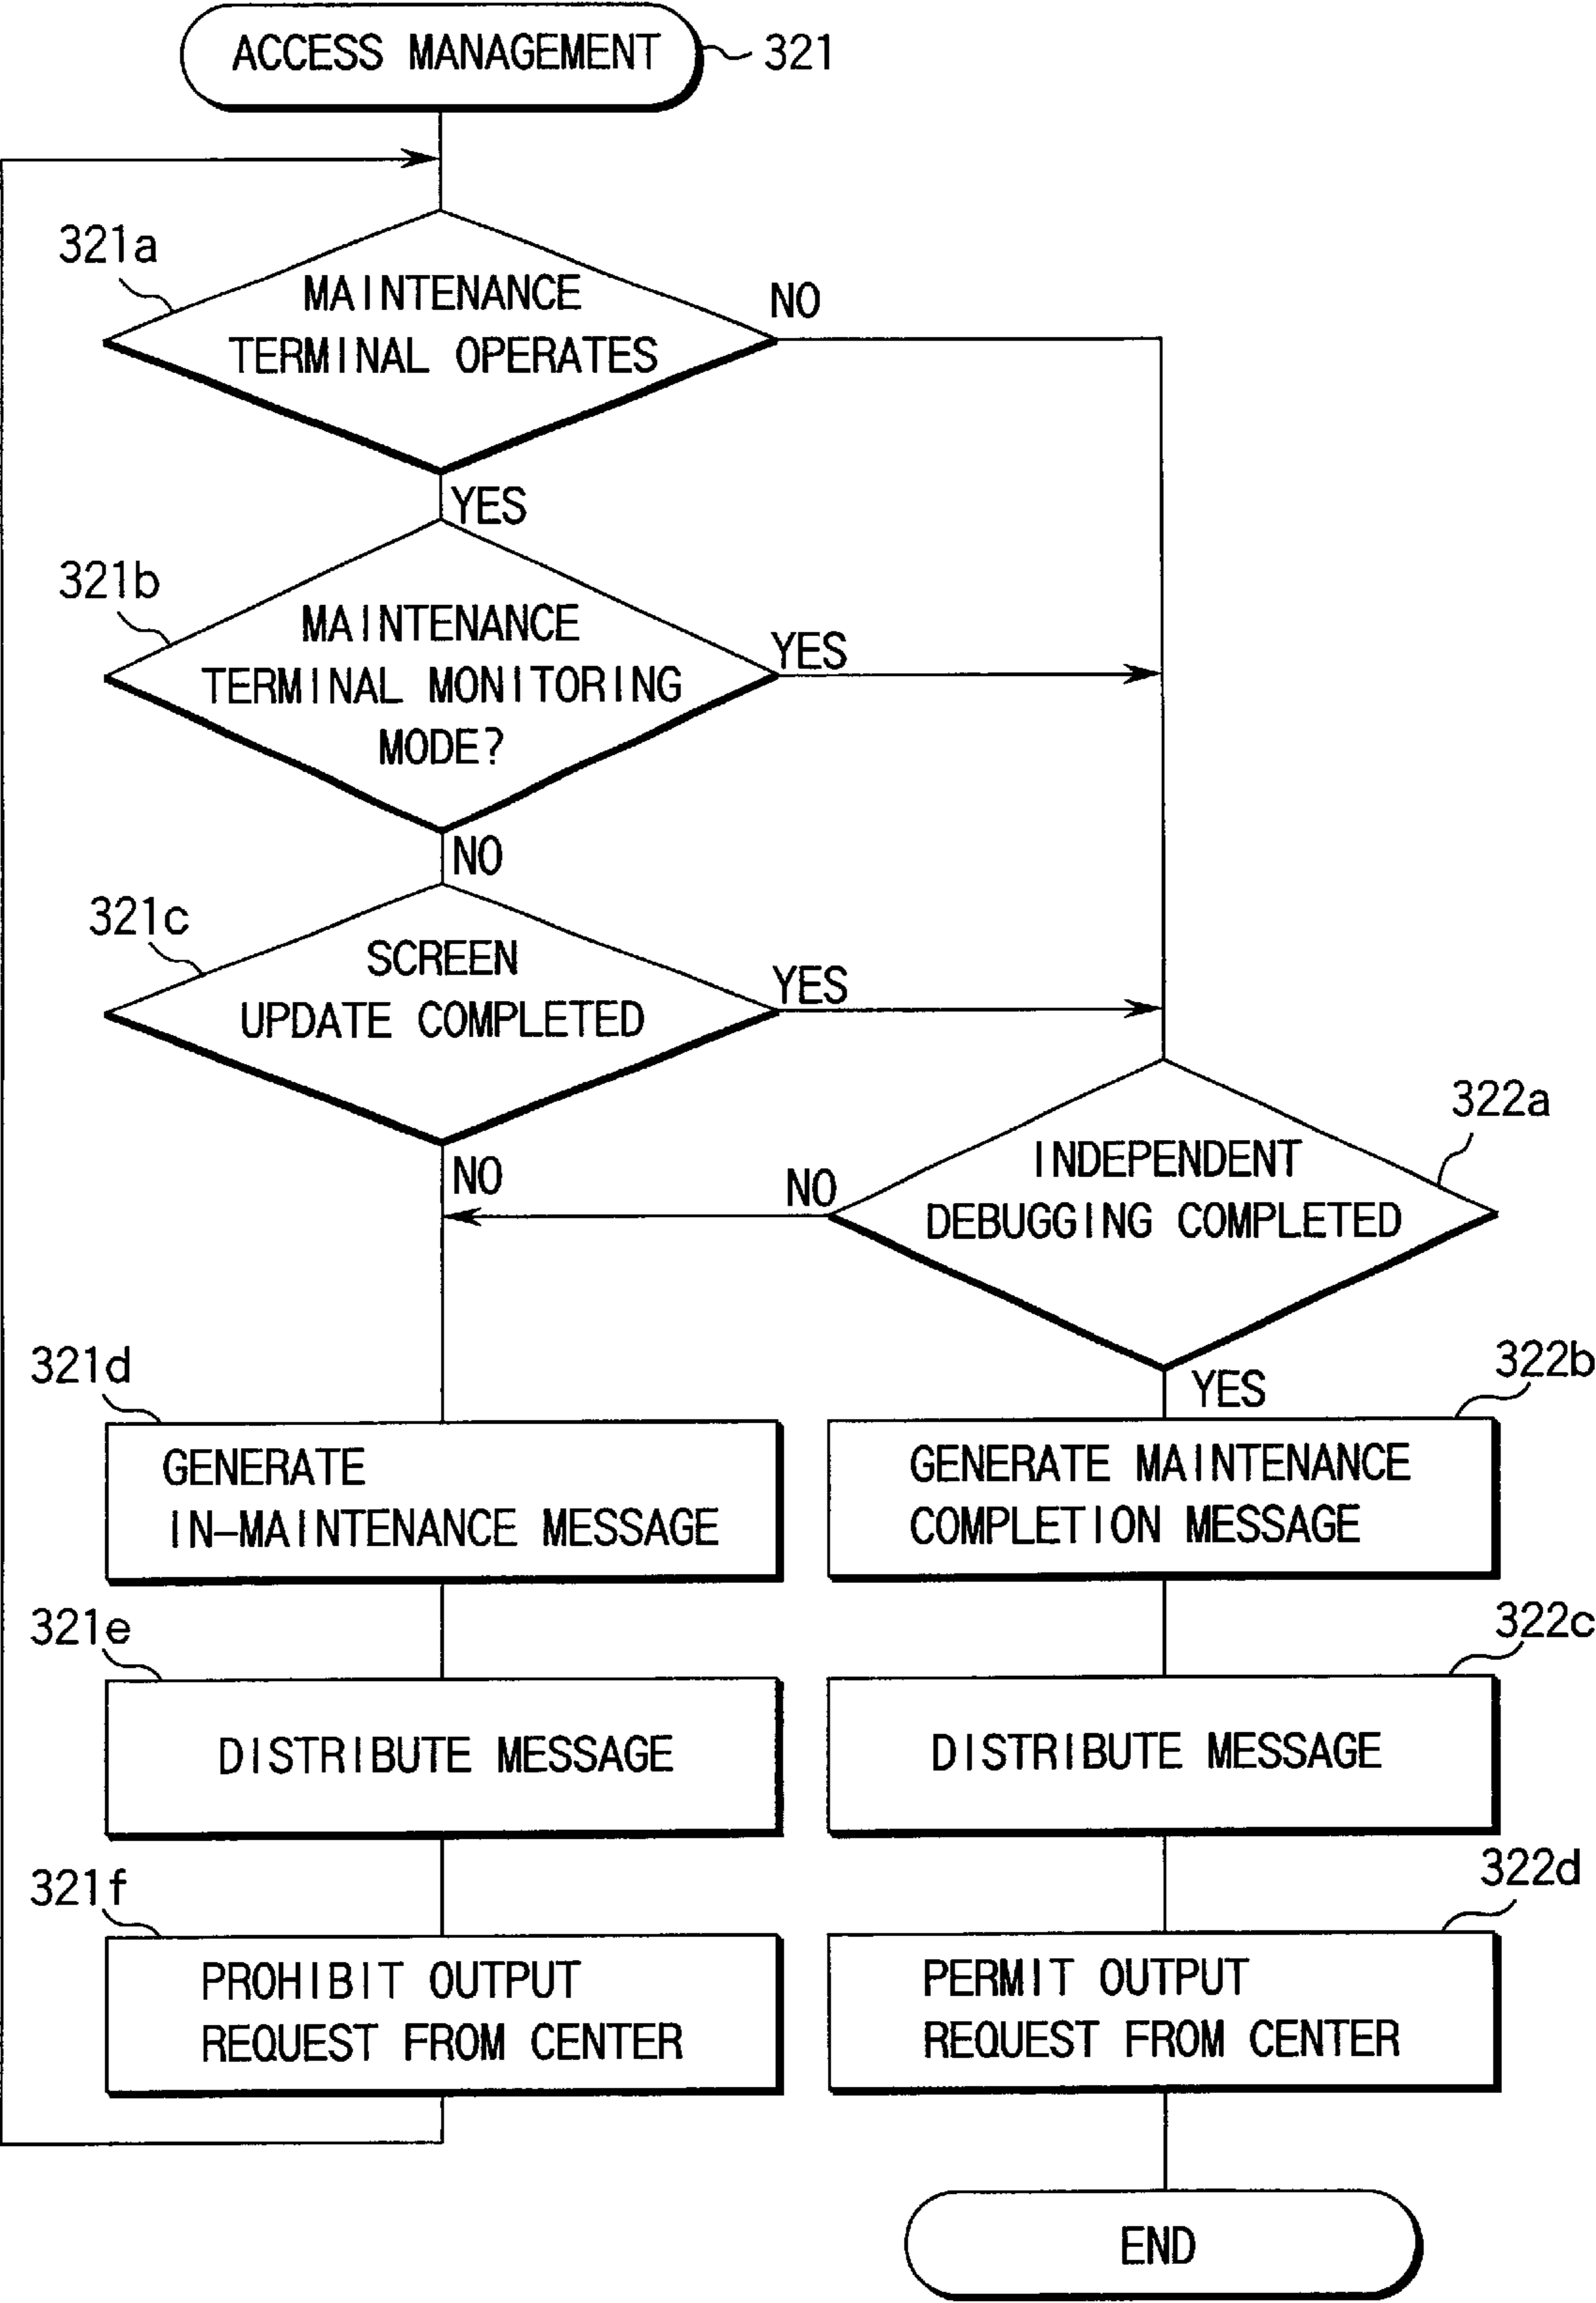 ACCESS MANAGEMENT
321
321a
MAINTENANCE
TERMINAL OPERATES
NO
YES
321b
MAINTENANCE
TERMINAL MONITORING
MODE?
YES
NO
321c
SCREEN
UPDATE COMPLETED
YES
NO
322a
INDEPENDENT
DEBUGGING COMPLETED
NO
YES
321d
GENERATE
IN-MAINTENANCE MESSAGE
322b
GENERATE MAINTENANCE
COMPLETION MESSAGE
321e
DISTRIBUTE MESSAGE
322c
DISTRIBUTE MESSAGE
321f
PROHIBIT OUTPUT
REQUEST FROM CENTER
322d
PERMIT OUTPUT
REQUEST FROM CENTER
END